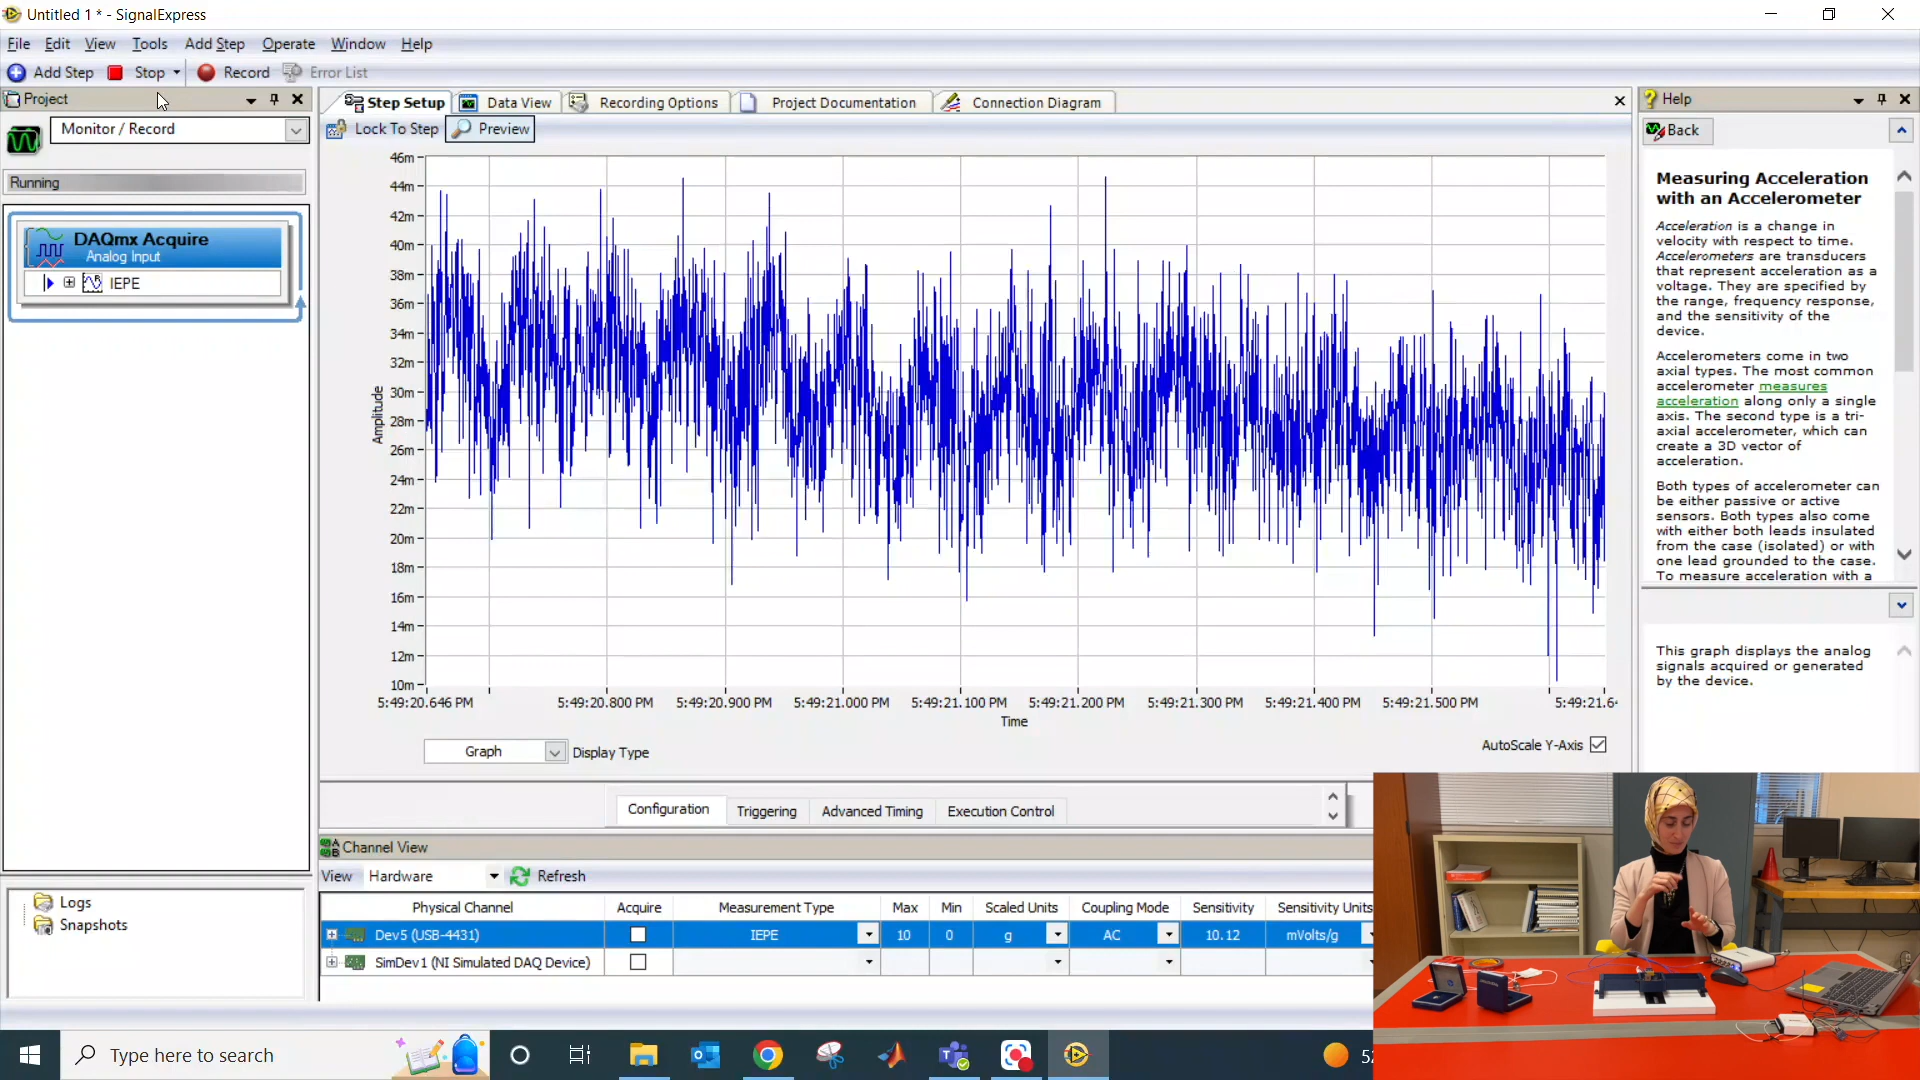 Untitled 1 * - SignalExpress
File Edit View Tools Add Step Operate Window Help
Add Step Stop Record Error List
Project
Monitor / Record
Running
DAQmx Acquire
Analog Input
IEPE
Logs
Snapshots
Step Setup Data View Recording Options Project Documentation Connection Diagram
Lock To Step Preview
46m
44m
42m
40m
38m
36m
34m
32m
30m
28m
26m
24m
22m
20m
18m
16m
14m
12m
10m
Amplitude
5:49:20.646 PM 5:49:20.800 PM 5:49:20.900 PM 5:49:21.000 PM 5:49:21.100 PM 5:49:21.200 PM 5:49:21.300 PM 5:49:21.400 PM 5:49:21.500 PM
Time
Graph Display Type
AutoScale Y-Axis
Configuration Triggering Advanced Timing Execution Control
Channel View
View Hardware Refresh
Physical Channel Acquire Measurement Type Max Min Scaled Units Coupling Mode Sensitivity Sensitivity Units
Dev5 (USB-4431) IEPE 10 0 g AC 10.12 mVolts/g
SimDev1 (NI Simulated DAQ Device)
Help
Back
Measuring Acceleration
with an Accelerometer
Acceleration is a change in
velocity with respect to time.
Accelerometers are transducers
that represent acceleration as a
voltage. They are specified by
the range, frequency response,
and the sensitivity of the
device.
Accelerometers come in two
axial types. The most common
accelerometer measures
acceleration along only a single
axis. The second type is a tri-
axial accelerometer, which can
create a 3D vector of
acceleration.
Both types of accelerometer can
be either passive or active
sensors. Both types also come
with either both leads insulated
from the case (isolated) or with
one lead grounded to the case.
To measure acceleration with a
This graph displays the analog
signals acquired or generated
by the device.
Type here to search